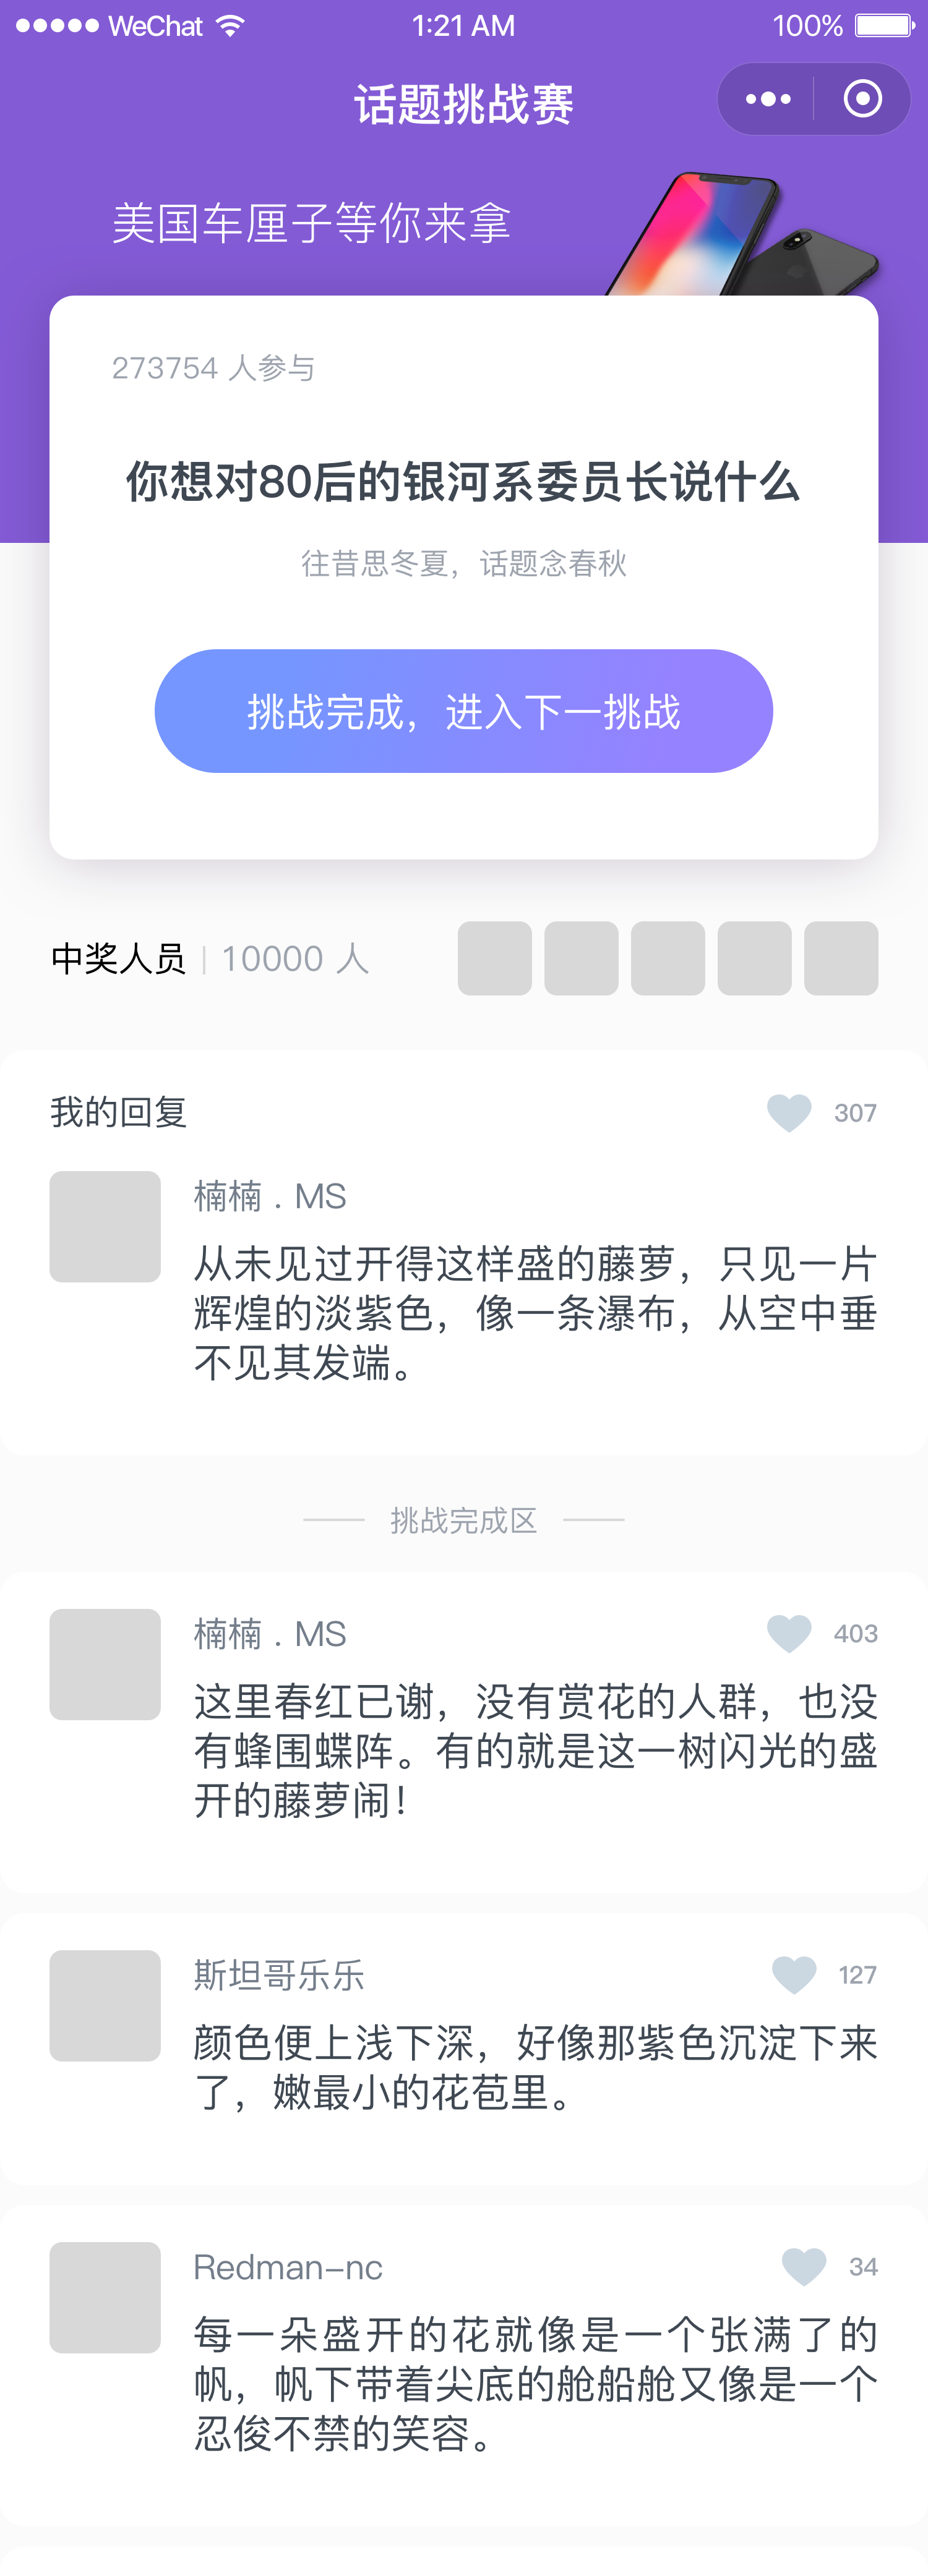 WeChat 1:21 AM 100%
话题挑战赛
美国车厘子等你来拿
273754 人参与
你想对80后的银河系委员长说什么
往昔思冬夏，话题念春秋
挑战完成，进入下一挑战
中奖人员 | 10000 人
我的回复 307
楠楠 . MS
从未见过开得这样盛的藤萝，只见一片
辉煌的淡紫色，像一条瀑布，从空中垂
不见其发端。
挑战完成区
楠楠 . MS 403
这里春红已谢，没有赏花的人群，也没
有蜂围蝶阵。有的就是这一树闪光的盛
开的藤萝闹！
斯坦哥乐乐 127
颜色便上浅下深，好像那紫色沉淀下来
了，嫩最小的花苞里。
Redman-nc 34
每一朵盛开的花就像是一个张满了的
帆，帆下带着尖底的舱船舱又像是一个
忍俊不禁的笑容。